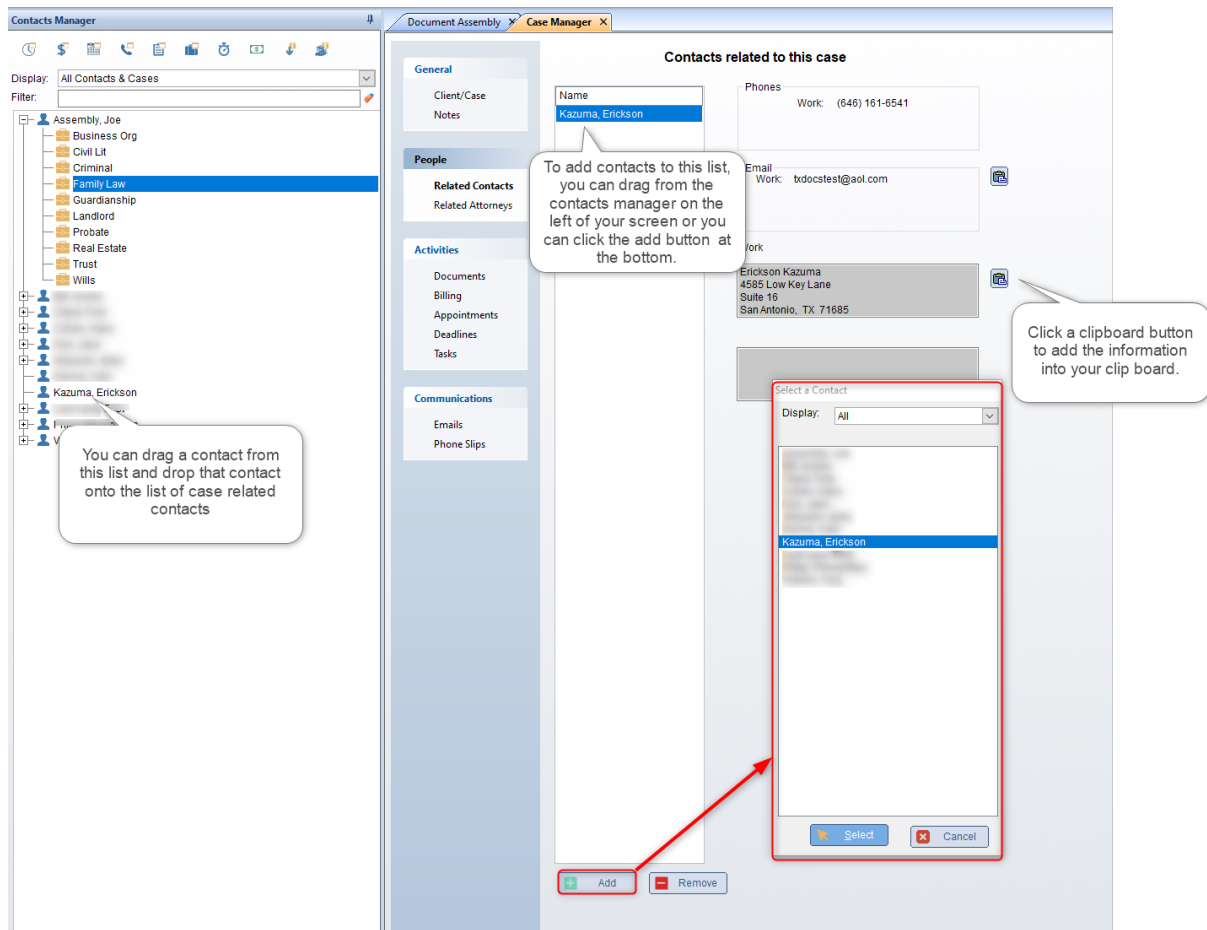 Contacts Manager
Display: All Contacts & Cases
Filter:
Assembly, Joe
Business Org
Civil Lit
Criminal
Family Law
Guardianship
Landlord
Probate
Real Estate
Trust
Wills
Kazuma, Erickson
You can drag a contact from
this list and drop that contact
onto the list of case related
contacts
Document Assembly
Case Manager
General
Client/Case
Notes
People
Related Contacts
Related Attorneys
Activities
Documents
Billing
Appointments
Deadlines
Tasks
Communications
Emails
Phone Slips
Contacts related to this case
Name
Kazuma, Erickson
To add contacts to this list,
you can drag from the
contacts manager on the
left of your screen or you
can click the add button at
the bottom.
Phones
Work: (646) 161-6541
Email
Work: txdocstest@aol.com
Erickson Kazuma
4585 Low Key Lane
Suite 16
San Antonio, TX 71685
Click a clipboard button
to add the information
into your clip board.
Select a Contact
Display: All
Kazuma, Erickson
Select
Cancel
Add
Remove